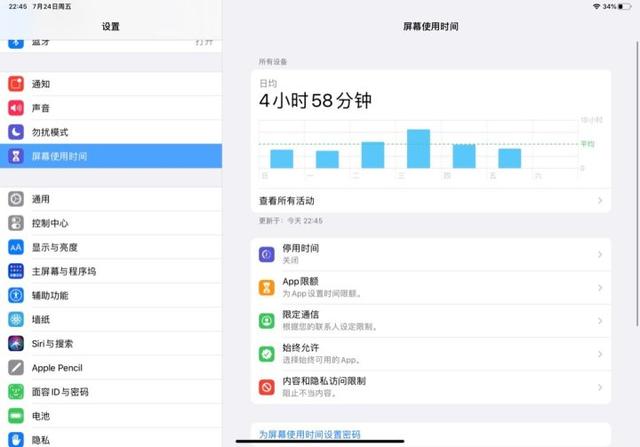 22:45 7月24日周五
34%
设置
蓝牙
打开
通知
声音
勿扰模式
屏幕使用时间
通用
控制中心
显示与亮度
主屏幕与程序坞
辅助功能
墙纸
Siri与搜索
Apple Pencil
面容ID与密码
电池
隐私
屏幕使用时间
所有设备
日均
4小时58分钟
10小时
平均
0
日 一 二 三 四 五 六
查看所有活动
更新于：今天 22:45
停用时间
关闭
App限额
为App设置时间限额。
限定通信
根据您的联系人设定限制。
始终允许
选择始终可用的App。
内容和隐私访问限制
阻止不当内容。
为屏幕使用时间设置密码